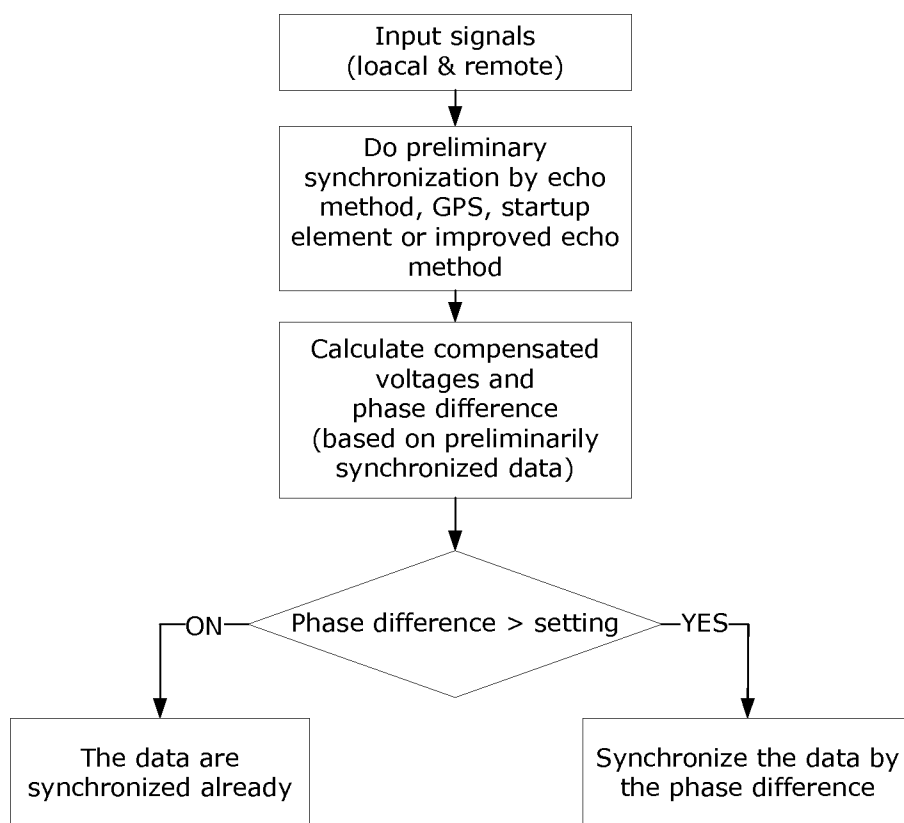 Input signals
(loacal & remote)
Do preliminary
synchronization by echo
method, GPS, startup
element or improved echo
method
Calculate compensated
voltages and
phase difference
(based on preliminarily
synchronized data)
ON
Phase difference > setting
YES
The data are
synchronized already
Synchronize the data by
the phase difference